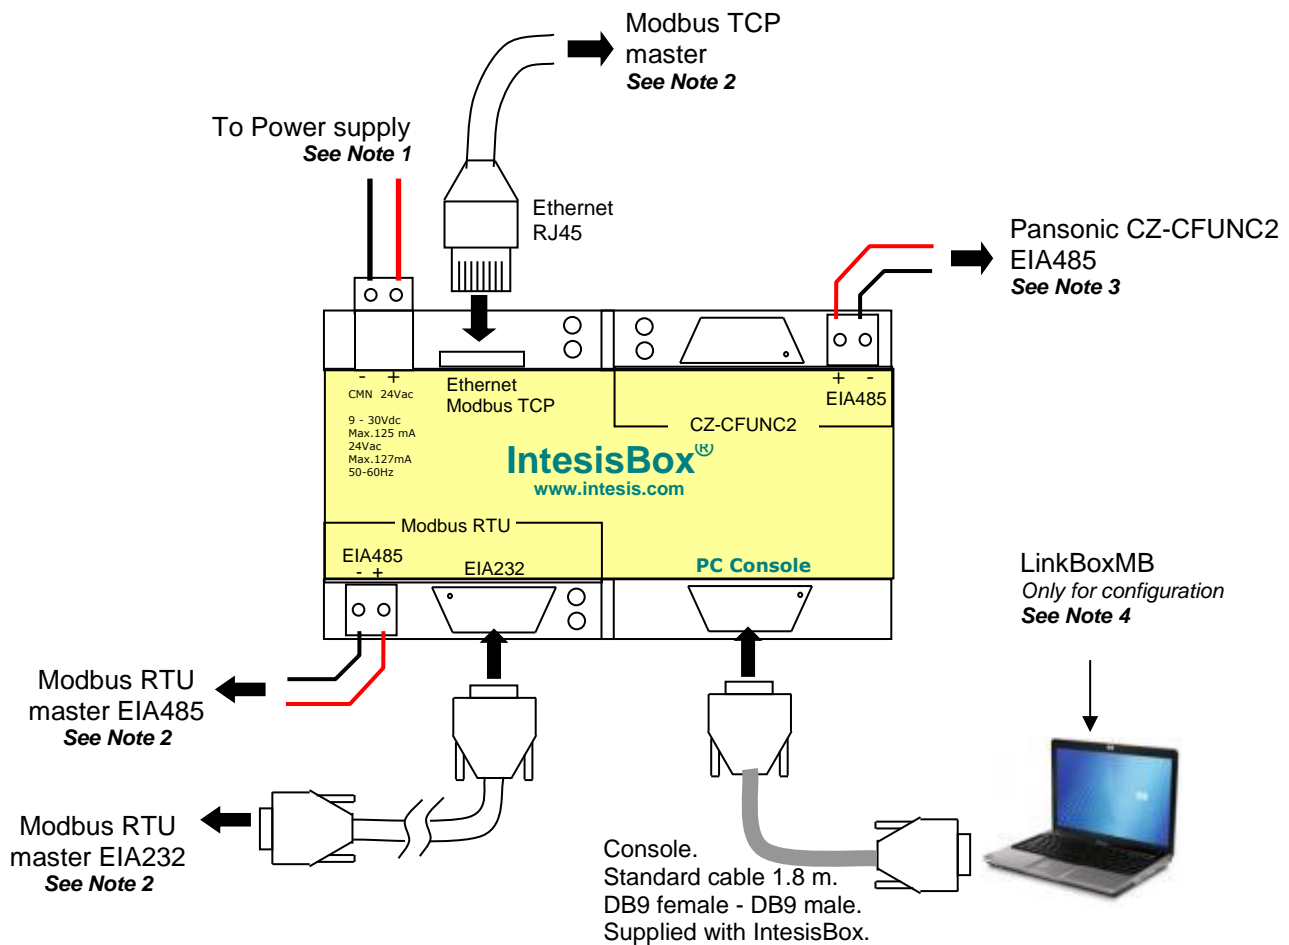 Modbus TCP
master
See Note 2
To Power supply
See Note 1
Ethernet
RJ45
Pansonic CZ-CFUNC2
EIA485
See Note 3
- +
CMN 24Vac
9 - 30Vdc
Max.125 mA
24Vac
Max.127mA
50-60Hz
Ethernet
Modbus TCP
+ -
EIA485
CZ-CFUNC2
IntesisBox®
www.intesis.com
Modbus RTU
EIA485
- +
EIA232
PC Console
LinkBoxMB
Only for configuration
See Note 4
Modbus RTU
master EIA485
See Note 2
Modbus RTU
master EIA232
See Note 2
Console.
Standard cable 1.8 m.
DB9 female - DB9 male.
Supplied with IntesisBox.